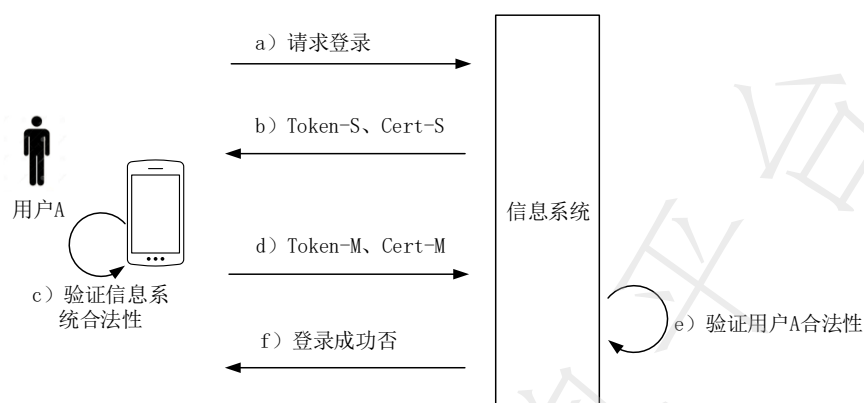 a）请求登录
b）Token-S、Cert-S
用户A
信息系统
d）Token-M、Cert-M
c）验证信息系
统合法性
e）验证用户A合法性
f）登录成功否